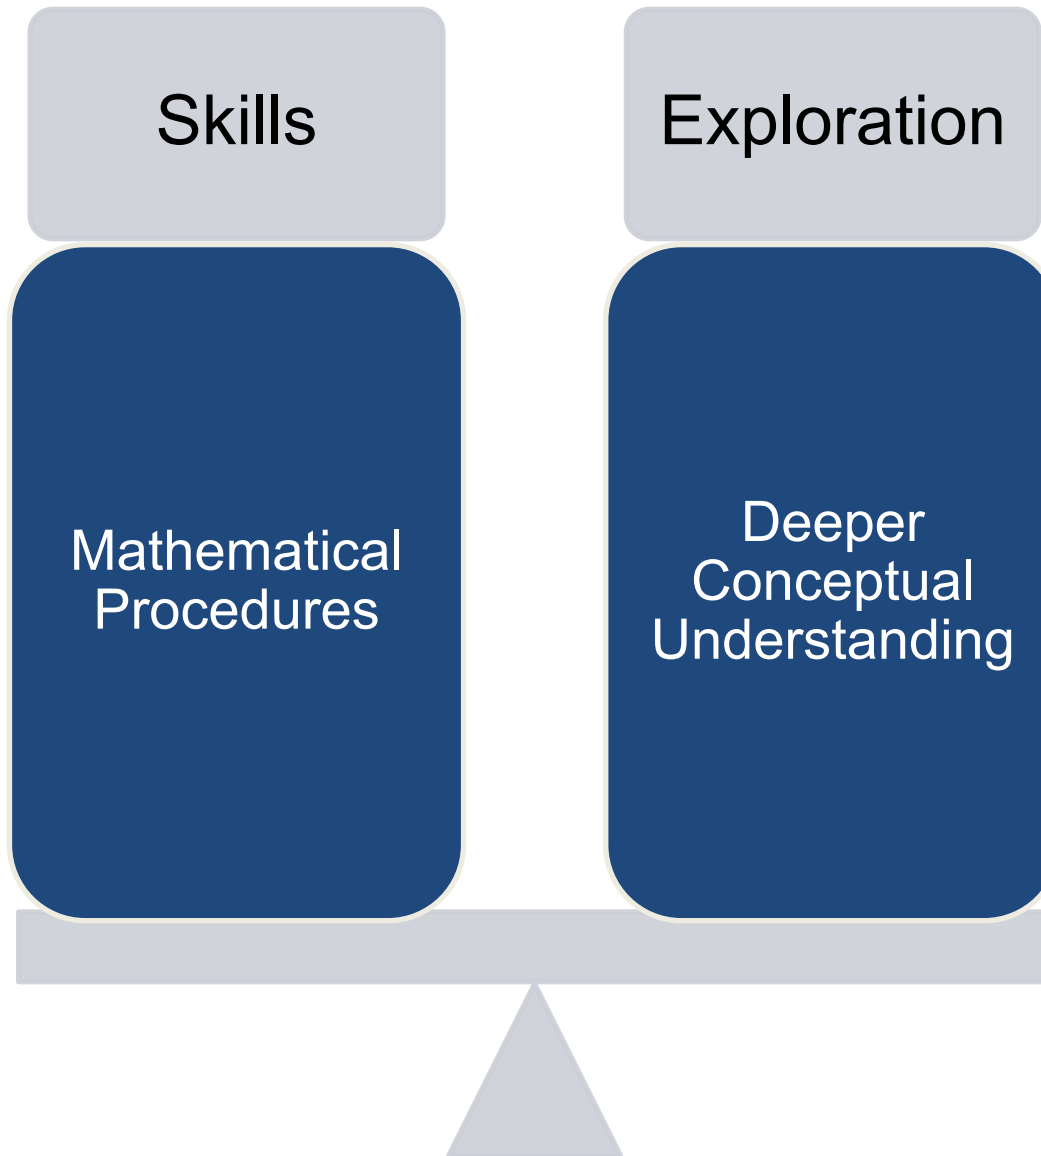 Skills
Exploration
Mathematical
Procedures
Deeper
Conceptual
Understanding